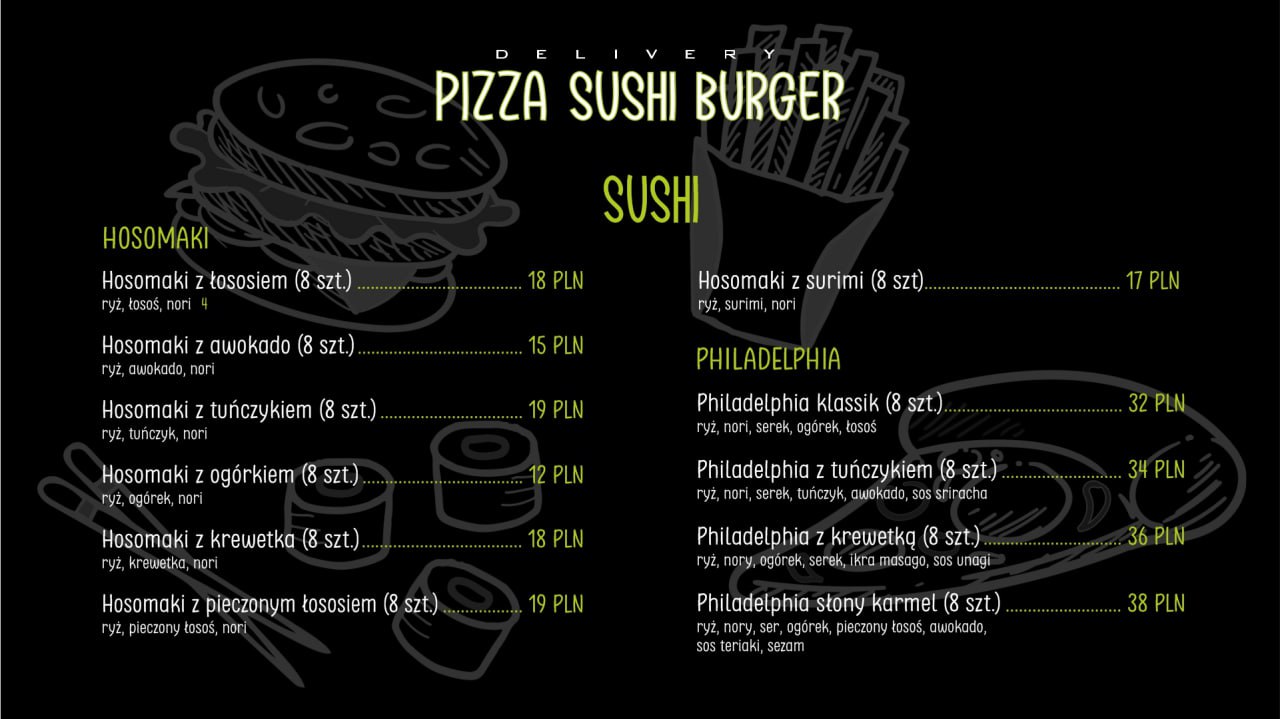 DELIVERY
PIZZA SUSHI BURGER
SUSHI
HOSOMAKI
Hosomaki z łososiem (8 szt.) ................................ 18 PLN
ryż, łosoś, nori 4
Hosomaki z awokado (8 szt.) ................................ 15 PLN
ryż, awokado, nori
Hosomaki z tuńczykiem (8 szt.) ............................ 19 PLN
ryż, tuńczyk, nori
Hosomaki z ogórkiem (8 szt.) ............................... 12 PLN
ryż, ogórek, nori
Hosomaki z krewetka (8 szt.) ............................... 18 PLN
ryż, krewetka, nori
Hosomaki z pieczonym łososiem (8 szt.) ............... 19 PLN
ryż, pieczony łosoś, nori
Hosomaki z surimi (8 szt)...................................... 17 PLN
ryż, surimi, nori
PHILADELPHIA
Philadelphia klassik (8 szt.)................................... 32 PLN
ryż, nori, serek, ogórek, łosoś
Philadelphia z tuńczykiem (8 szt.)........................ 34 PLN
ryż, nori, serek, tuńczyk, awokado, sos sriracha
Philadelphia z krewetką (8 szt.)........................... 36 PLN
ryż, nory, ogórek, serek, ikra masago, sos unagi
Philadelphia słony karmel (8 szt.) ....................... 38 PLN
ryż, nory, ser, ogórek, pieczony łosoś, awokado,
sos teriaki, sezam